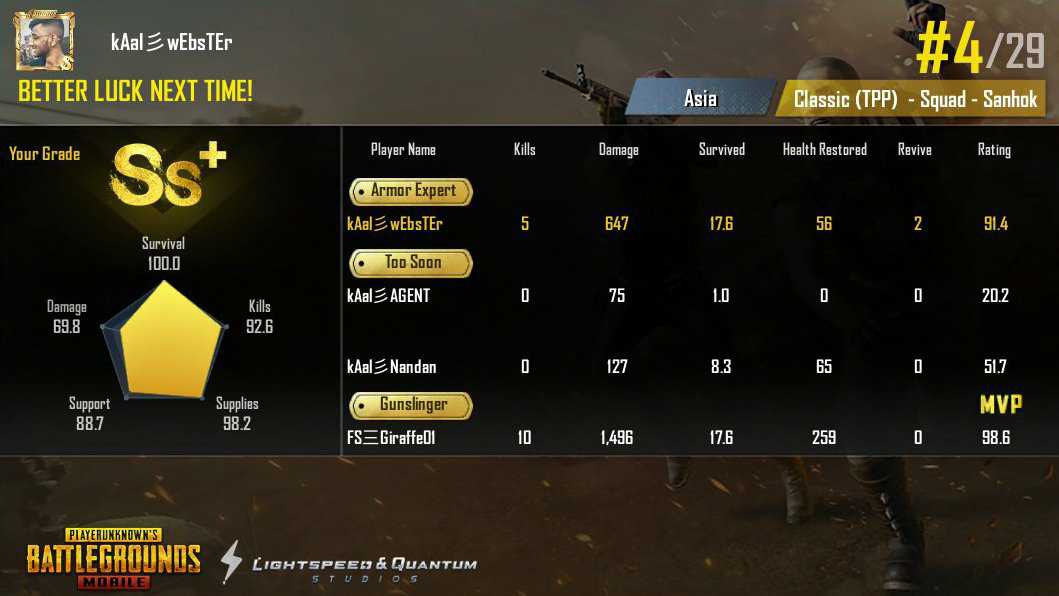 kAal彡wEbsTEr
#4/29
BETTER LUCK NEXT TIME!
Asia
Classic (TPP) - Squad - Sanhok
Your Grade
Ss+
Survival
100.0
Damage
69.8
Kills
92.6
Support
88.7
Supplies
98.2
Player Name Kills Damage Survived Health Restored Revive Rating
Armor Expert
kAal彡wEbsTEr 5 647 17.6 56 2 91.4
Too Soon
kAal彡AGENT 0 75 1.0 0 0 20.2
kAal彡Nandan 0 127 8.3 65 0 51.7
Gunslinger MVP
FS三Giraffe01 10 1,496 17.6 259 0 98.6
PLAYERUNKNOWN'S
BATTLEGROUNDS
MOBILE
LIGHTSPEED & QUANTUM
STUDIOS